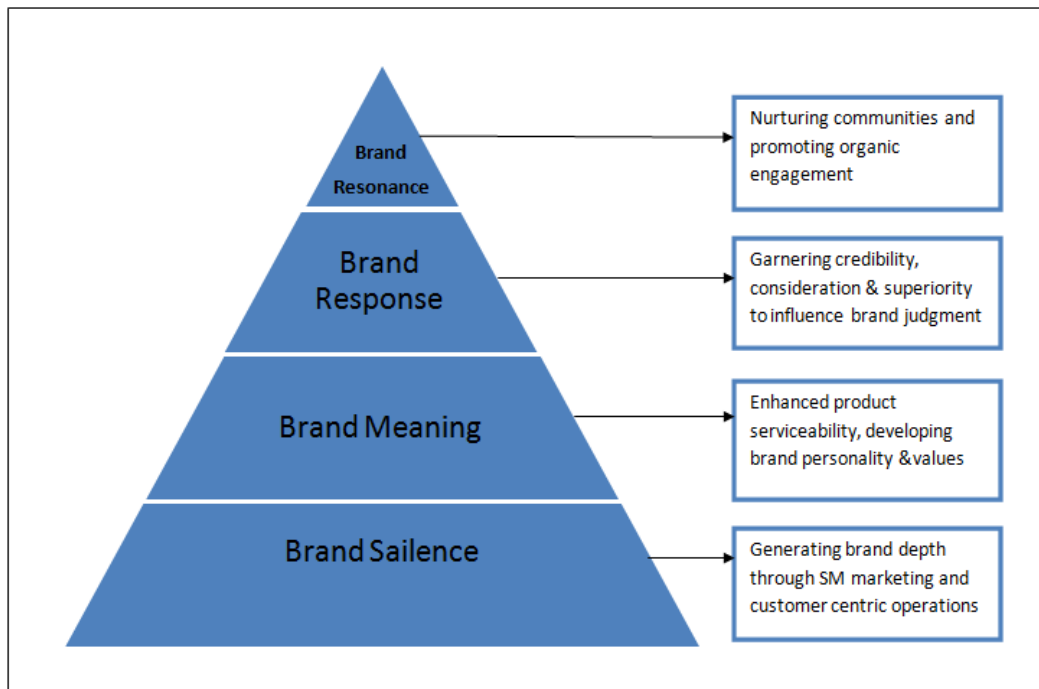 Brand
Resonance
Nurturing communities and
promoting organic
engagement
Brand
Response
Garnering credibility,
consideration & superiority
to influence brand judgment
Brand Meaning
Enhanced product
serviceability, developing
brand personality &values
Brand Sailence
Generating brand depth
through SM marketing and
customer centric operations